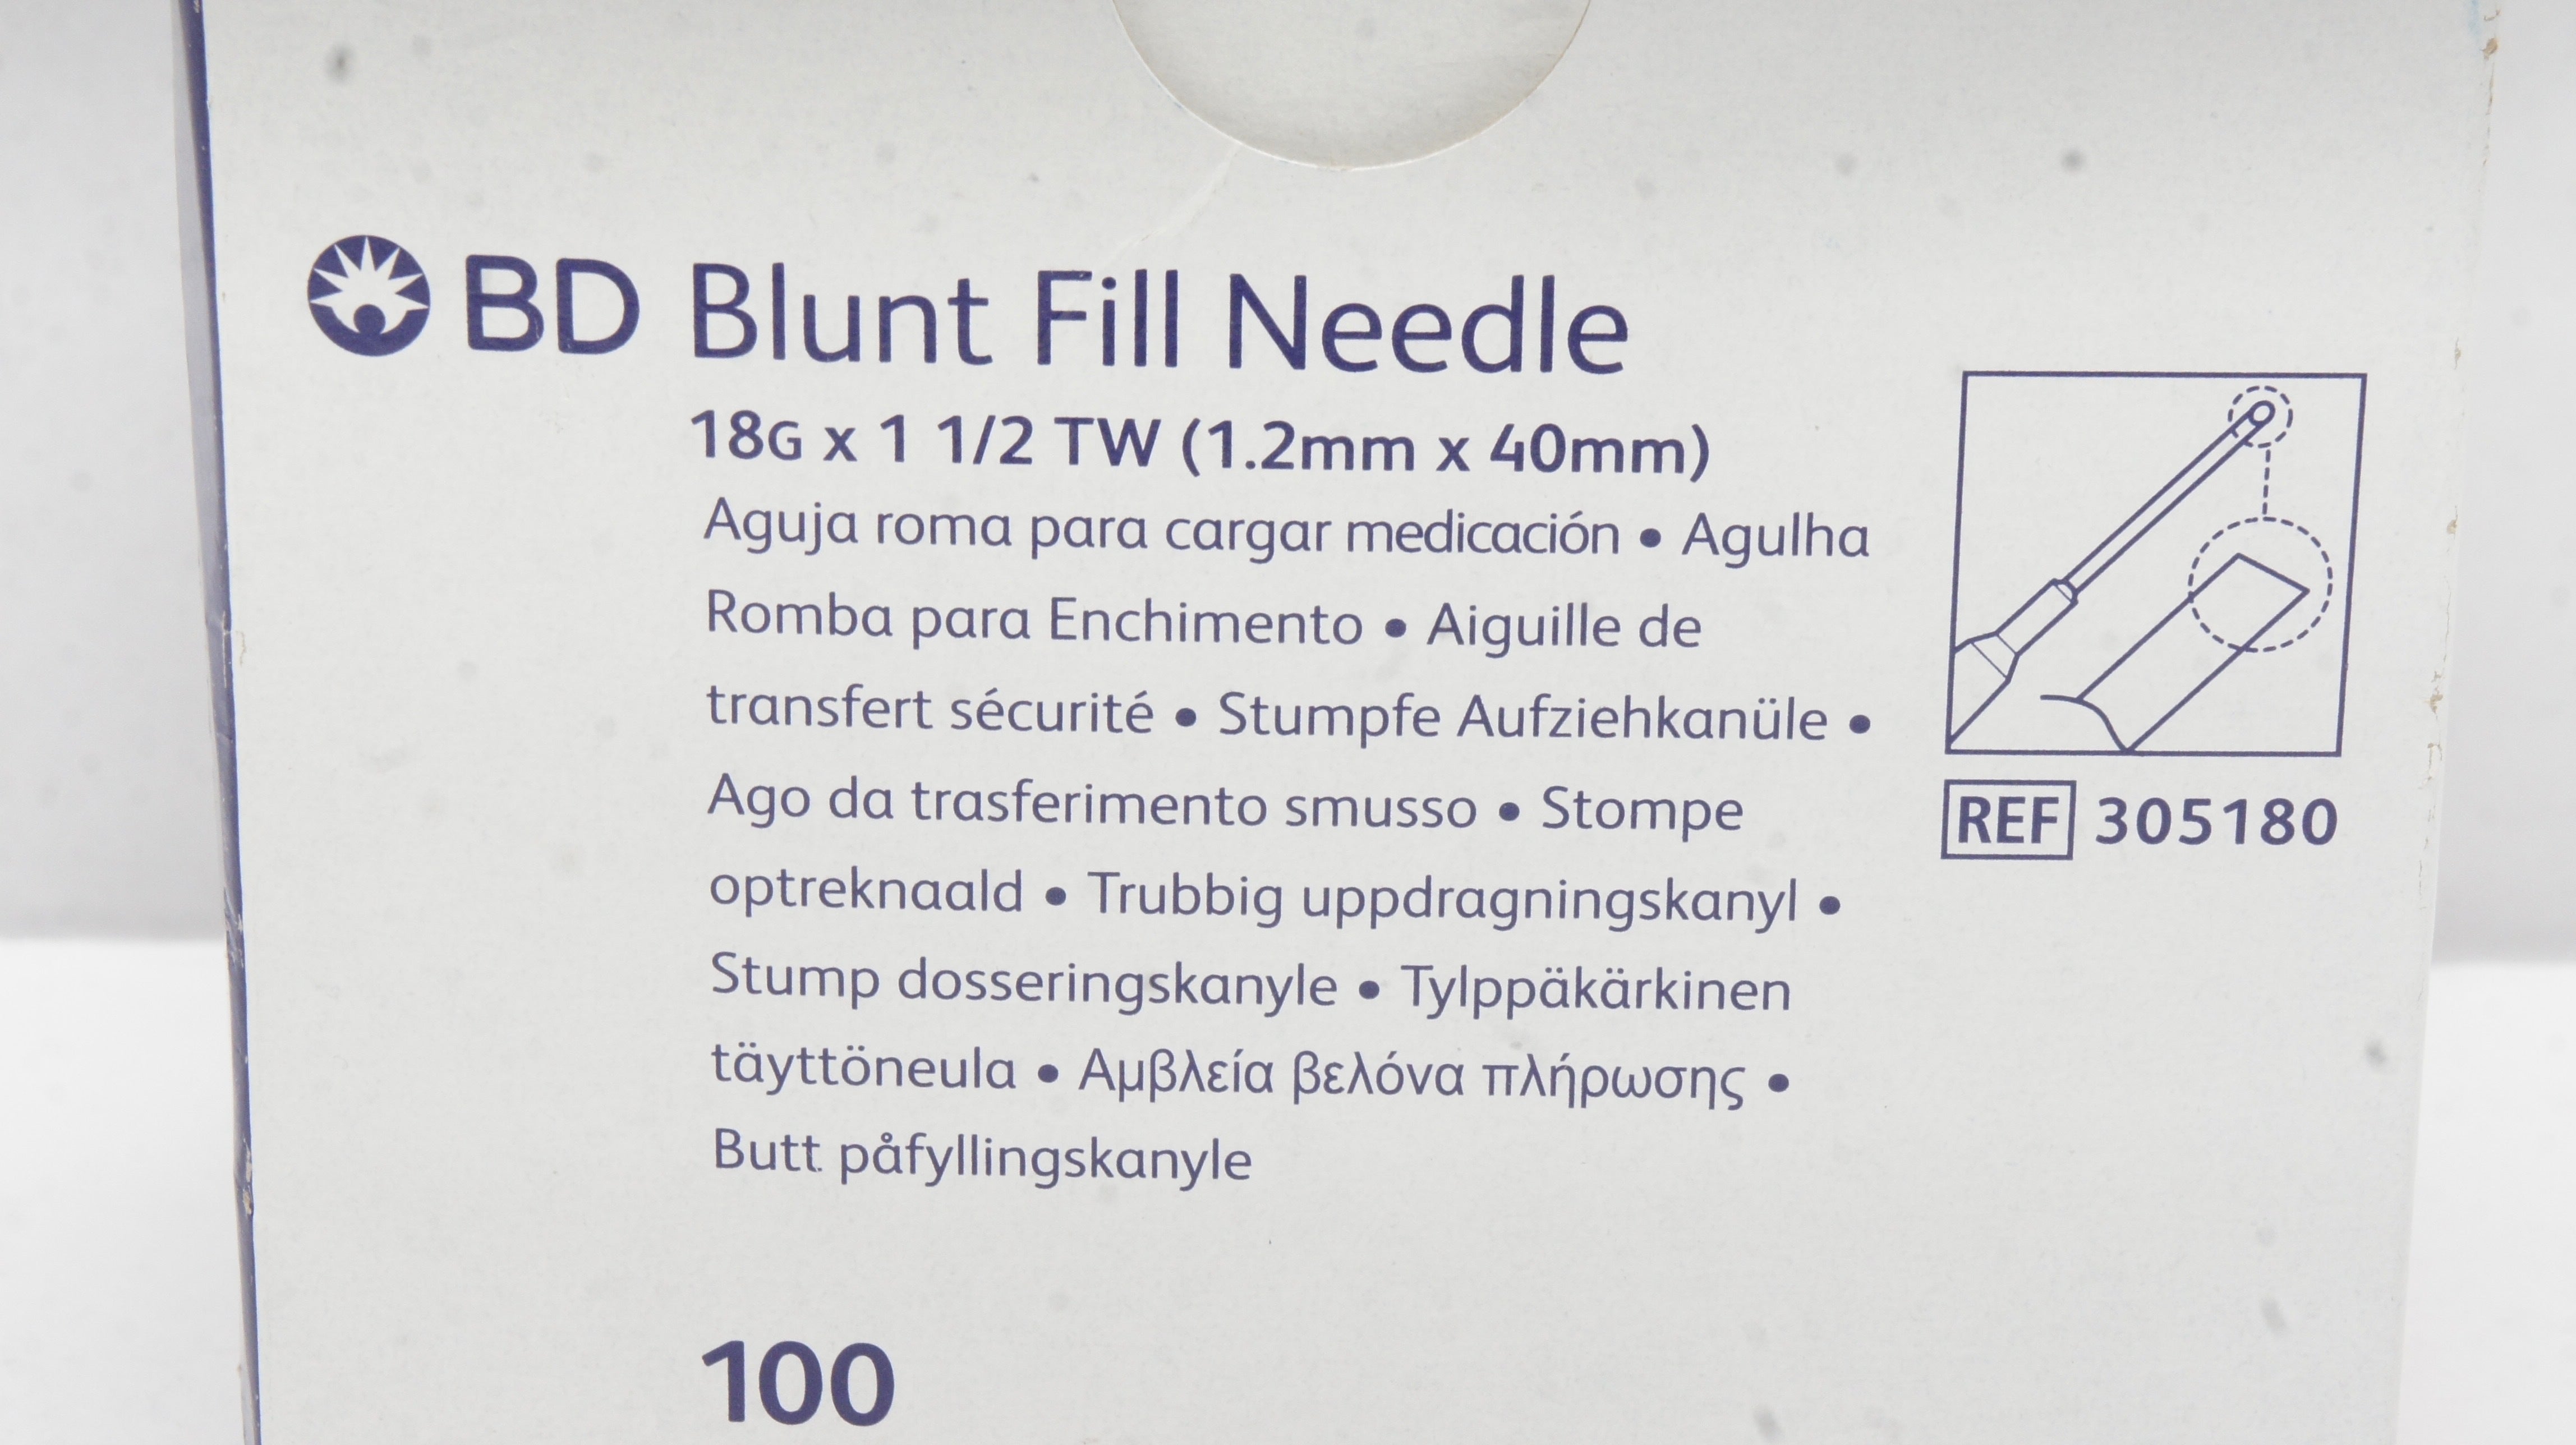 BD Blunt Fill Needle
18G x 1 1/2 TW (1.2mm x 40mm)
Aguja roma para cargar medicación • Agulha
Romba para Enchimento • Aiguille de
transfert sécurité • Stumpfe Aufziehkanüle •
Ago da trasferimento smusso • Stompe
optreknaald • Trubbig uppdragningskanyl •
Stump dosseringskanyle • Tylppäkärkinen
täyttöneula • Αμβλεία βελόνα πλήρωσης •
Butt påfyllingskanyle
REF 305180
100